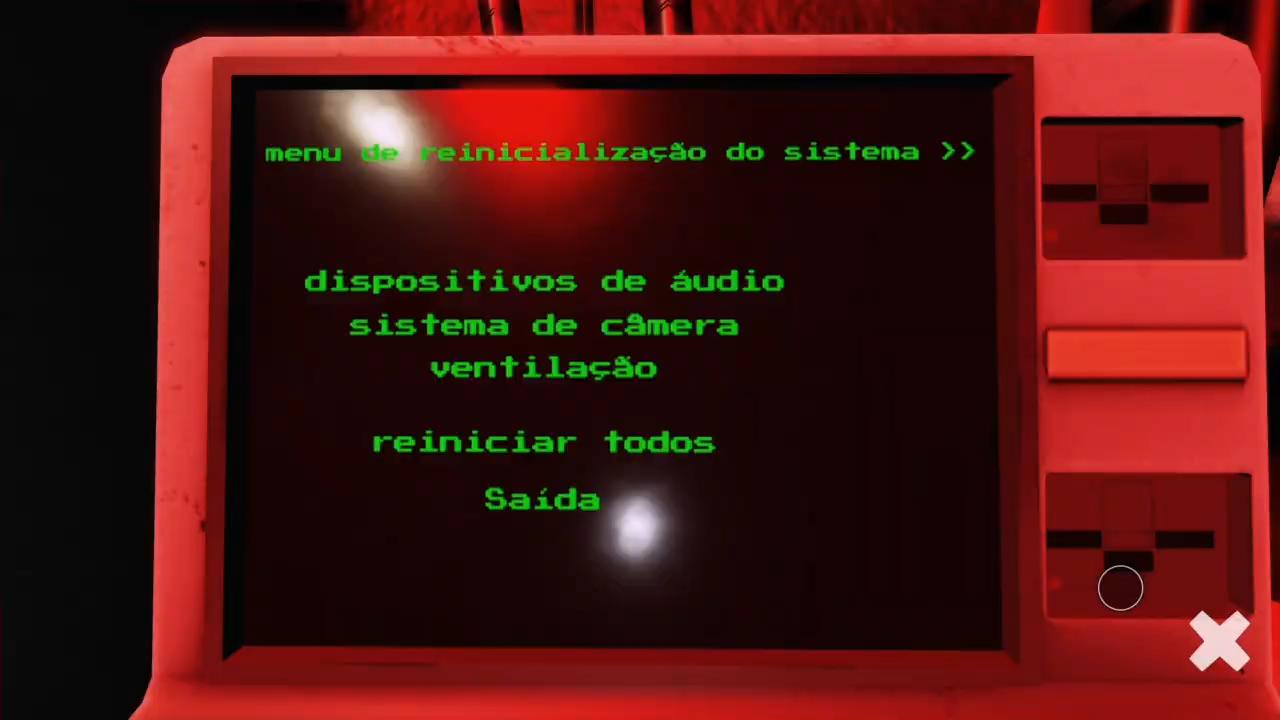 menu de reinicialização do sistema >>
dispositivos de áudio
sistema de câmera
ventilação
reiniciar todos
Saída